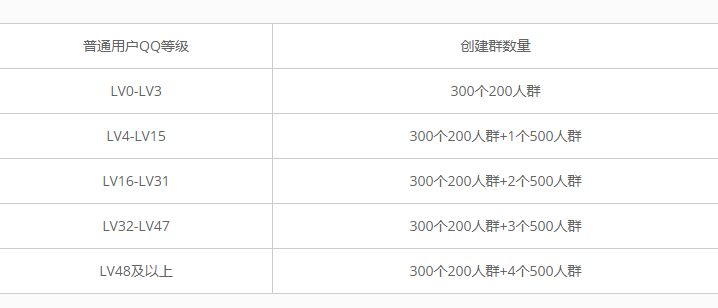 普通用户QQ等级 创建群数量
LV0-LV3 300个200人群
LV4-LV15 300个200人群+1个500人群
LV16-LV31 300个200人群+2个500人群
LV32-LV47 300个200人群+3个500人群
LV48及以上 300个200人群+4个500人群